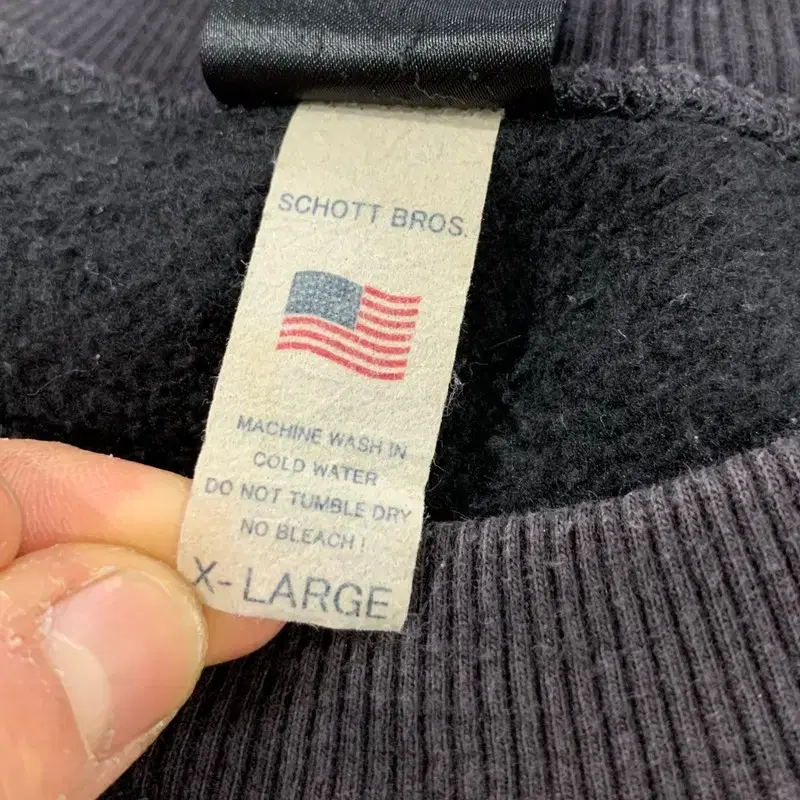 SCHOTT BROS.
MACHINE WASH IN
COLD WATER
DO NOT TUMBLE DRY
NO BLEACH !
X-LARGE